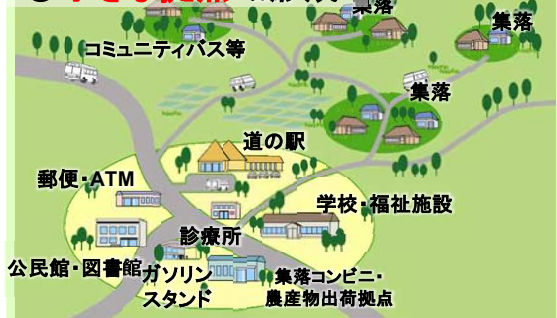 集落
集落
コミュニティバス等
集落
道の駅
郵便・ATM
学校・福祉施設
診療所
公民館・図書館
ガソリン
スタンド
集落コンビニ・
農産物出荷拠点